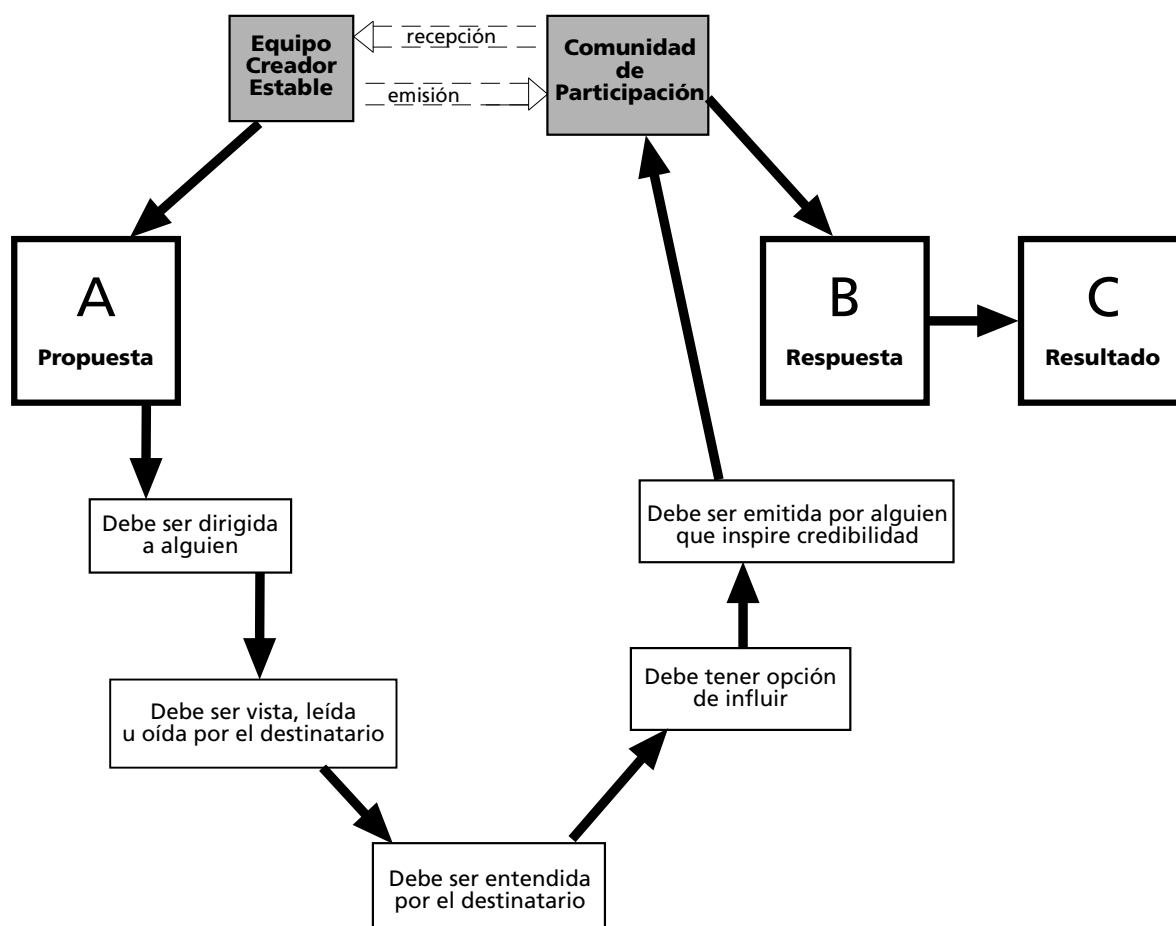 Equipo
Creador
Estable
recepción
emisión
Comunidad
de
Participación
A
Propuesta
B
Respuesta
C
Resultado
Debe ser dirigida
a alguien
Debe ser vista, leída
u oída por el destinatario
Debe ser entendida
por el destinatario
Debe tener opción
de influir
Debe ser emitida por alguien
que inspire credibilidad